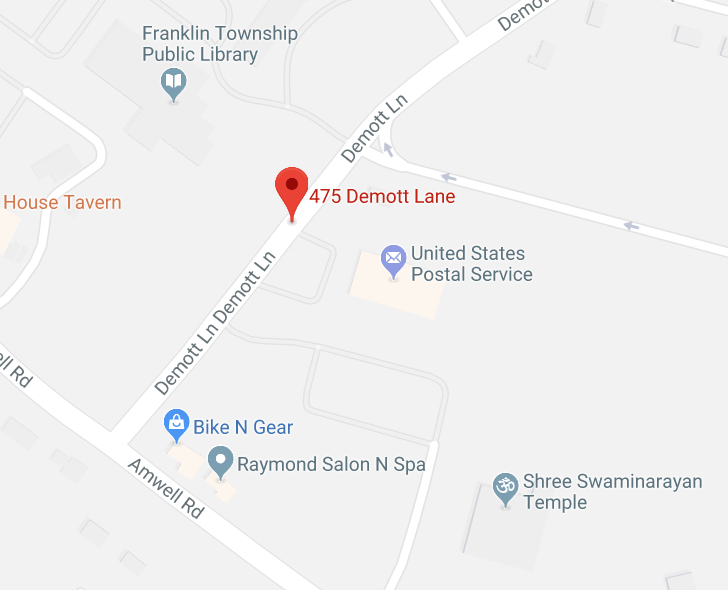 Demott
Franklin Township
Public Library
Demott Ln
475 Demott Lane
House Tavern
United States
Postal Service
Demott Ln Demott Ln
Rd
Bike N Gear
Raymond Salon N Spa
Amwell Rd
Shree Swaminarayan
Temple